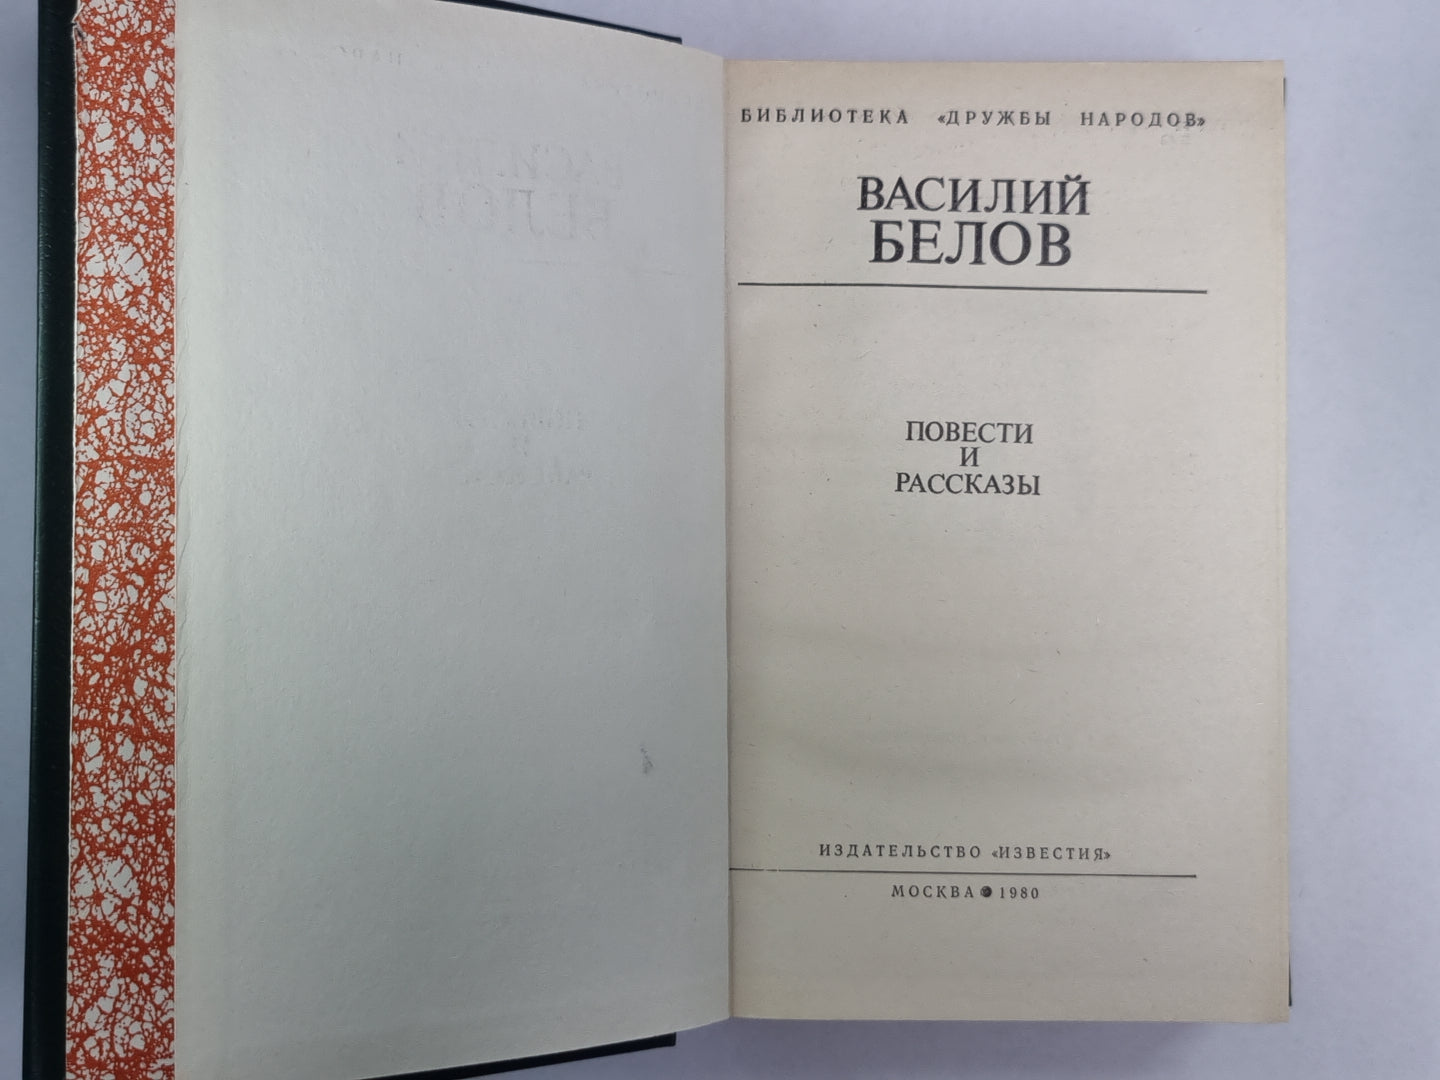 БИБЛИОТЕКА «ДРУЖБЫ НАРОДОВ»
ВАСИЛИЙ
БЕЛОВ
ПОВЕСТИ
И
РАССКАЗЫ
ИЗДАТЕЛЬСТВО «ИЗВЕСТИЯ»
МОСКВА ● 1980